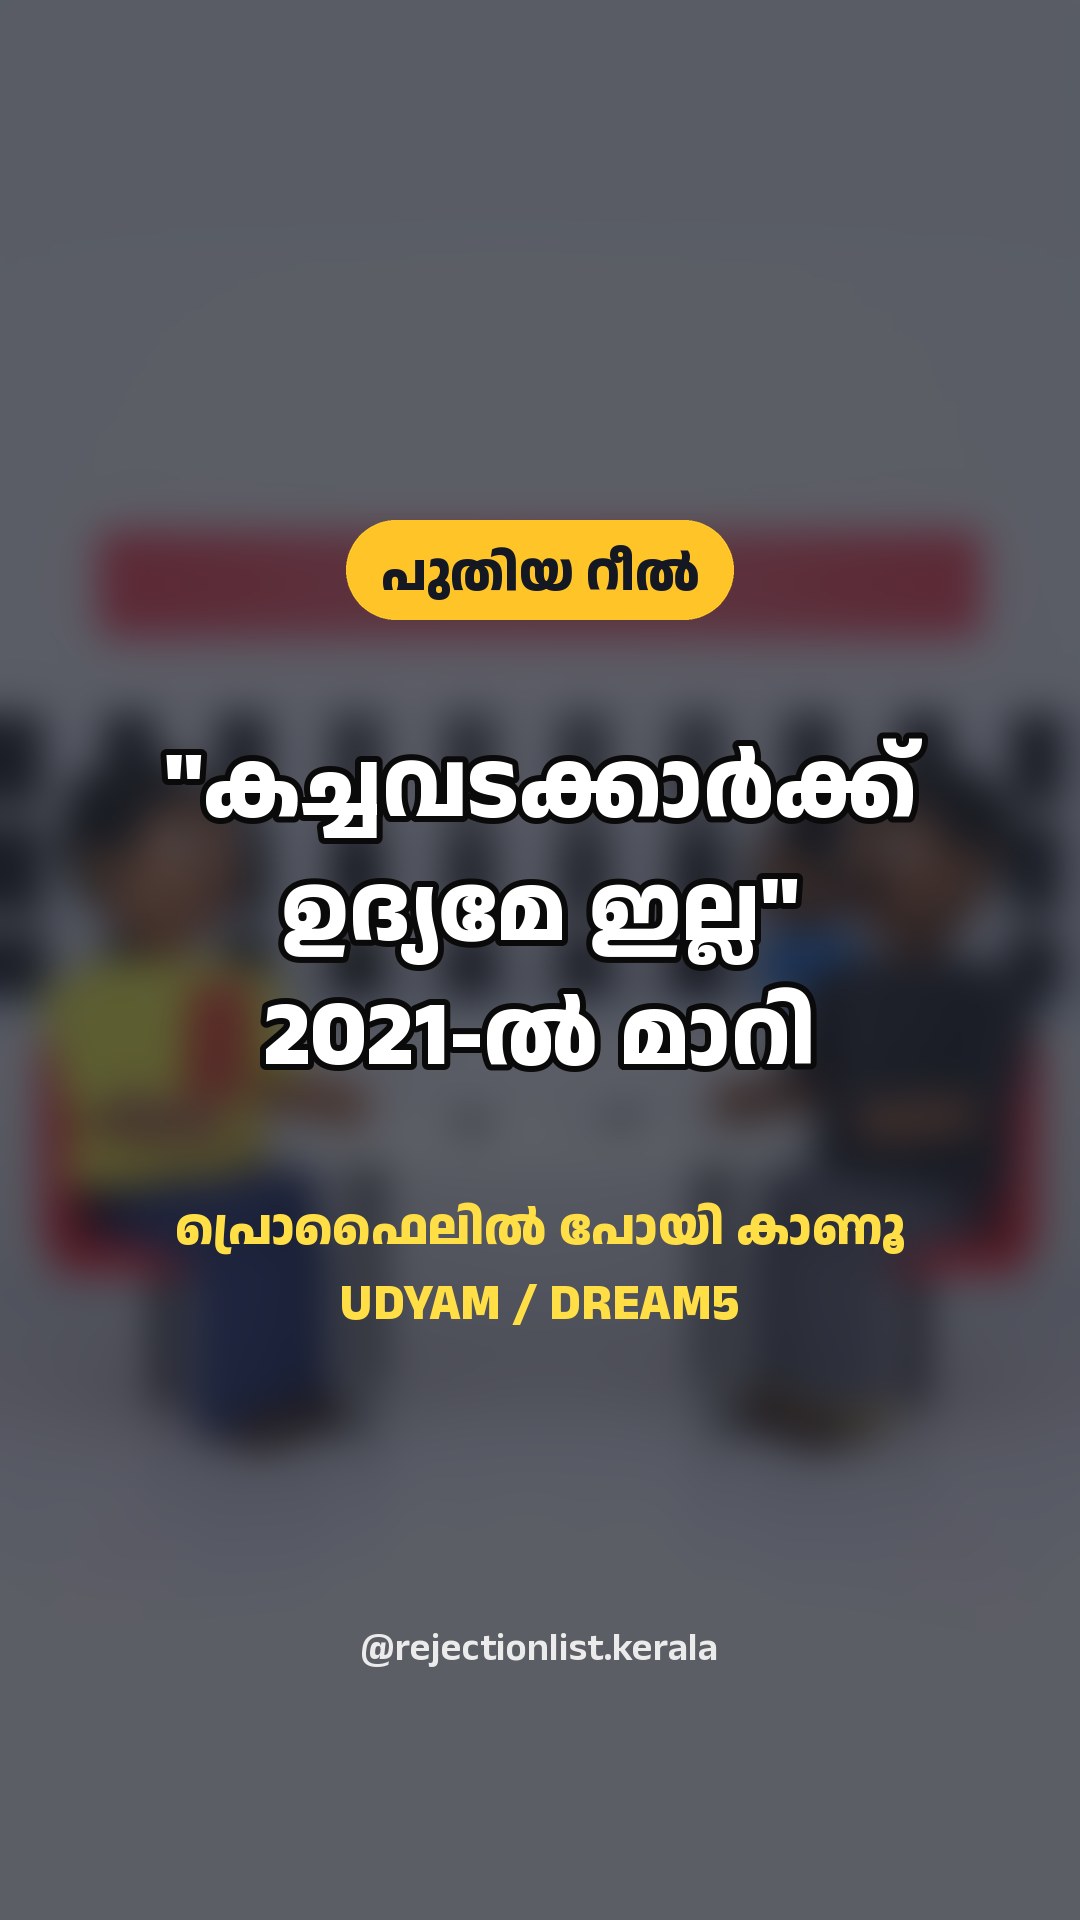 പുതിയ റീൽ
"കച്ചവടക്കാർക്ക്
ഉദ്യമേ ഇല്ല"
2021-ൽ മാറി
പ്രൊഫൈലിൽ പോയി കാണൂ
UDYAM / DREAM5
@rejectionlist.kerala